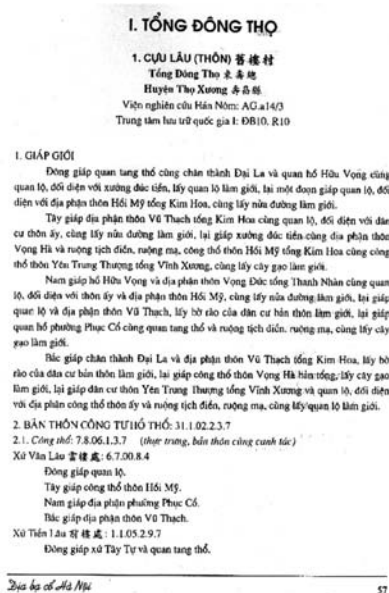 I. TỔNG ĐÔNG THỌ
1. CỰU LÂU (THÔN) 舊樓村
Tổng Đông Thọ 東壽總
Huyện Thọ Xương 壽昌縣
Viện nghiên cứu Hán Nôm: AG.a14/3
Trung tâm lưu trữ quốc gia I: ĐB10. R10
1. GIÁP GIỚI
Đông giáp quan tang thổ cùng chân thành Đại La và quan hồ Hữu Vọng cùng
quan lộ, đối diện với xưởng đúc tiền, lấy quan lộ làm giới, lại một đoạn giáp quan lộ, đối
diện với địa phận thôn Hồi Mỹ tổng Kim Hoa, cùng lấy nửa đường làm giới.
Tây giáp địa phận thôn Vũ Thạch tổng Kim Hoa cùng quan lộ, đối diện với dân
cư thôn ấy, cùng lấy nửa đường làm giới, lại giáp xưởng đúc tiền cùng địa phận thôn
Vọng Hà và ruộng tịch điền, ruộng mạ, công thổ thôn Hồi Mỹ tổng Kim Hoa cùng công
thổ thôn Yên Trung Thượng tổng Vĩnh Xương, cùng lấy cây gạo làm giới.
Nam giáp hồ Hữu Vọng và địa phận thôn Vọng Đức tổng Thanh Nhàn cùng quan
lộ, đối diện với thôn ấy và địa phận thôn Hồi Mỹ, cùng lấy nửa đường làm giới, lại giáp
quan lộ và địa phận thôn Vũ Thạch, lấy bờ rào của dân cư bản thôn làm giới, lại giáp
quan hồ phường Phục Cổ cùng quan tang thổ và ruộng tịch điền, ruộng mạ, cùng lấy cây
gạo làm giới.
Bắc giáp chân thành Đại La và địa phận thôn Vũ Thạch tổng Kim Hoa, lấy bờ
rào của dân cư bản thôn làm giới, lại giáp công thổ thôn Vọng Hà bản tổng, lấy cây gạo
làm giới, lại giáp dân cư thôn Yên Trung Thượng tổng Vĩnh Xương và quan lộ, đối diện
với địa phận công thổ thôn ấy và ruộng tịch điền, ruộng mạ, cùng lấy quan lộ làm giới.
2. BẢN THÔN CÔNG TƯ HỒ THỔ: 31.1.02.2.3.7
2.1. Công thổ: 7.8.06.1.3.7 (thực trưng, bản thôn cùng canh tác)
Xứ Vân Lâu 雲樓處: 6.7.00.8.4
Đông giáp quan lộ.
Tây giáp công thổ thôn Hồi Mỹ.
Nam giáp địa phận phường Phục Cổ.
Bắc giáp địa phận thôn Vũ Thạch.
Xứ Tiền Lâu 樓處: 1.1.05.2.9.7
Đông giáp xứ Tây Tự và quan tang thổ.
Địa bạ cổ Hà Nội
57